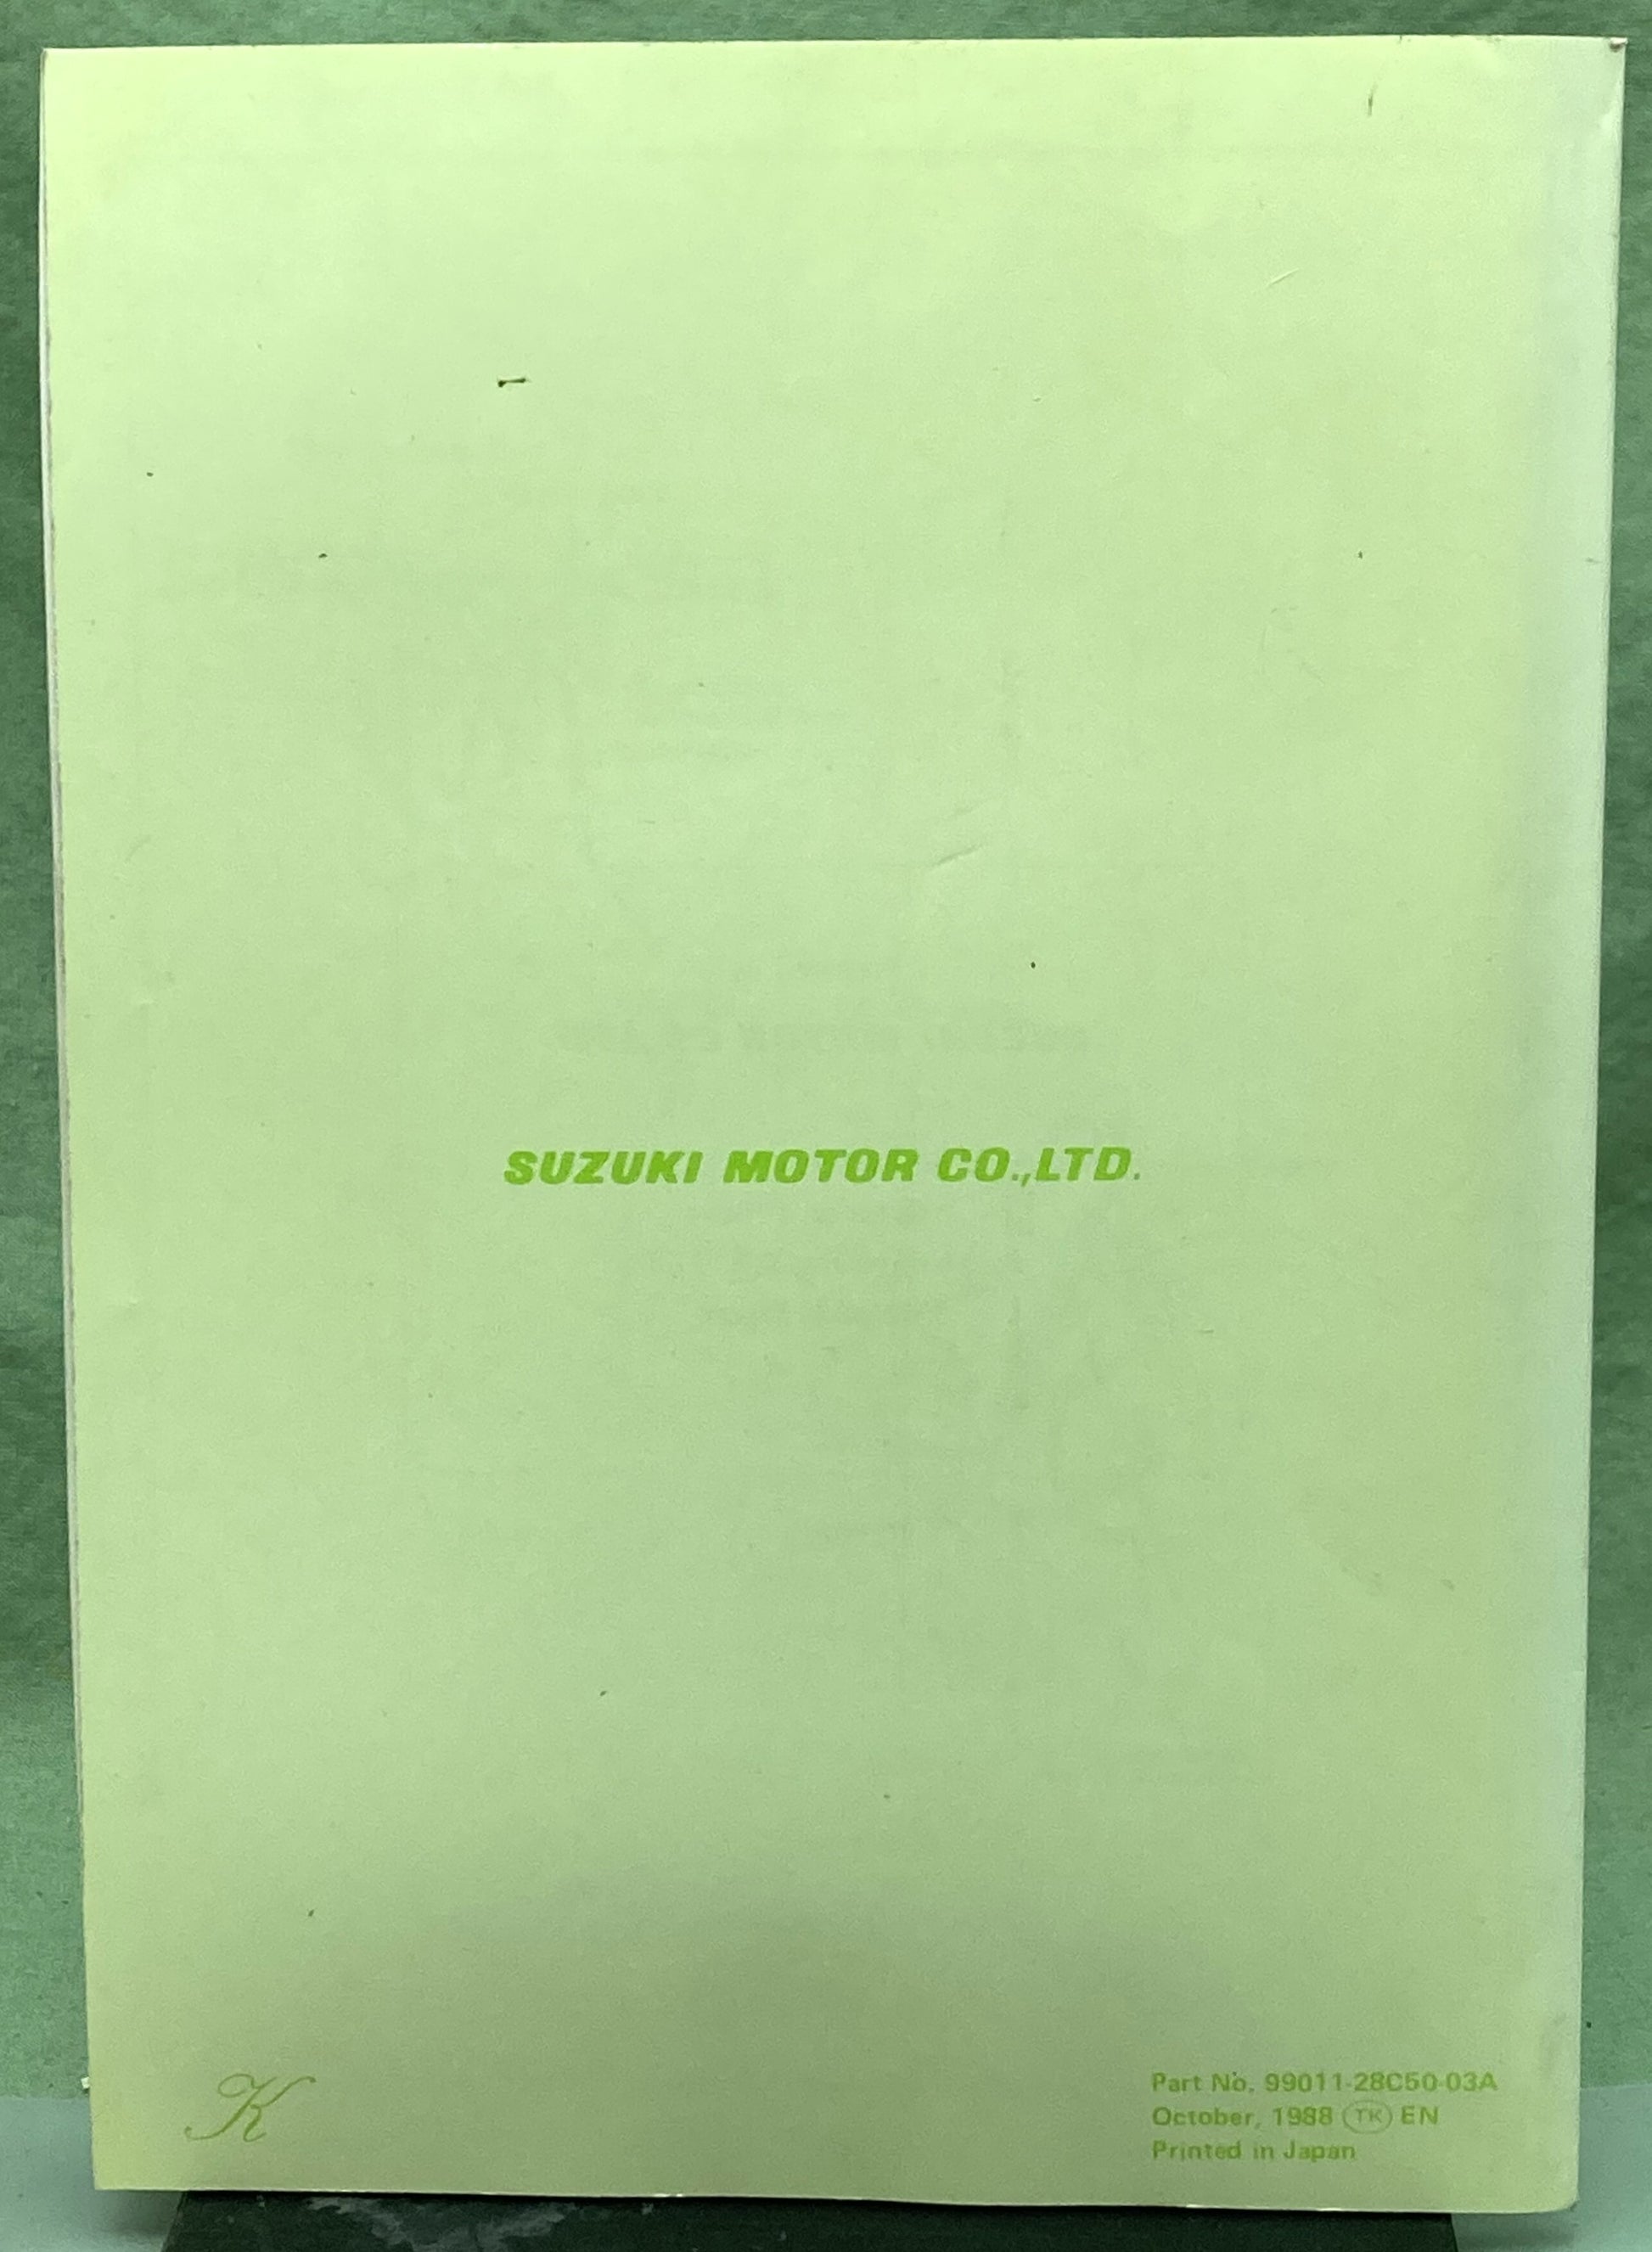 SUZUKI MOTOR CO.,LTD.
K
Part No. 99011-28C50-03A
October, 1988 TK EN
Printed in Japan